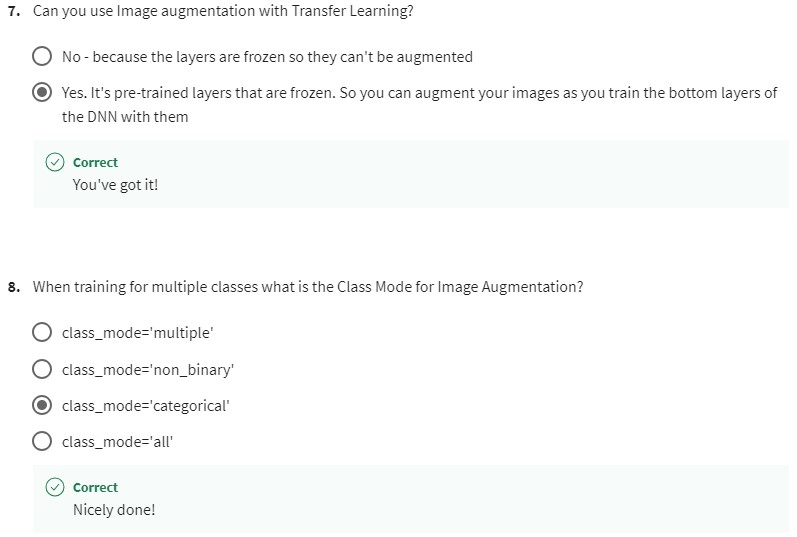 7. Can you use Image augmentation with Transfer Learning?
No - because the layers are frozen so they can't be augmented
Yes. It's pre-trained layers that are frozen. So you can augment your images as you train the bottom layers of
the DNN with them
Correct
You've got it!
8. When training for multiple classes what is the Class Mode for Image Augmentation?
class_mode='multiple'
class_mode='non_binary'
class_mode='categorical'
class_mode='all'
Correct
Nicely done!